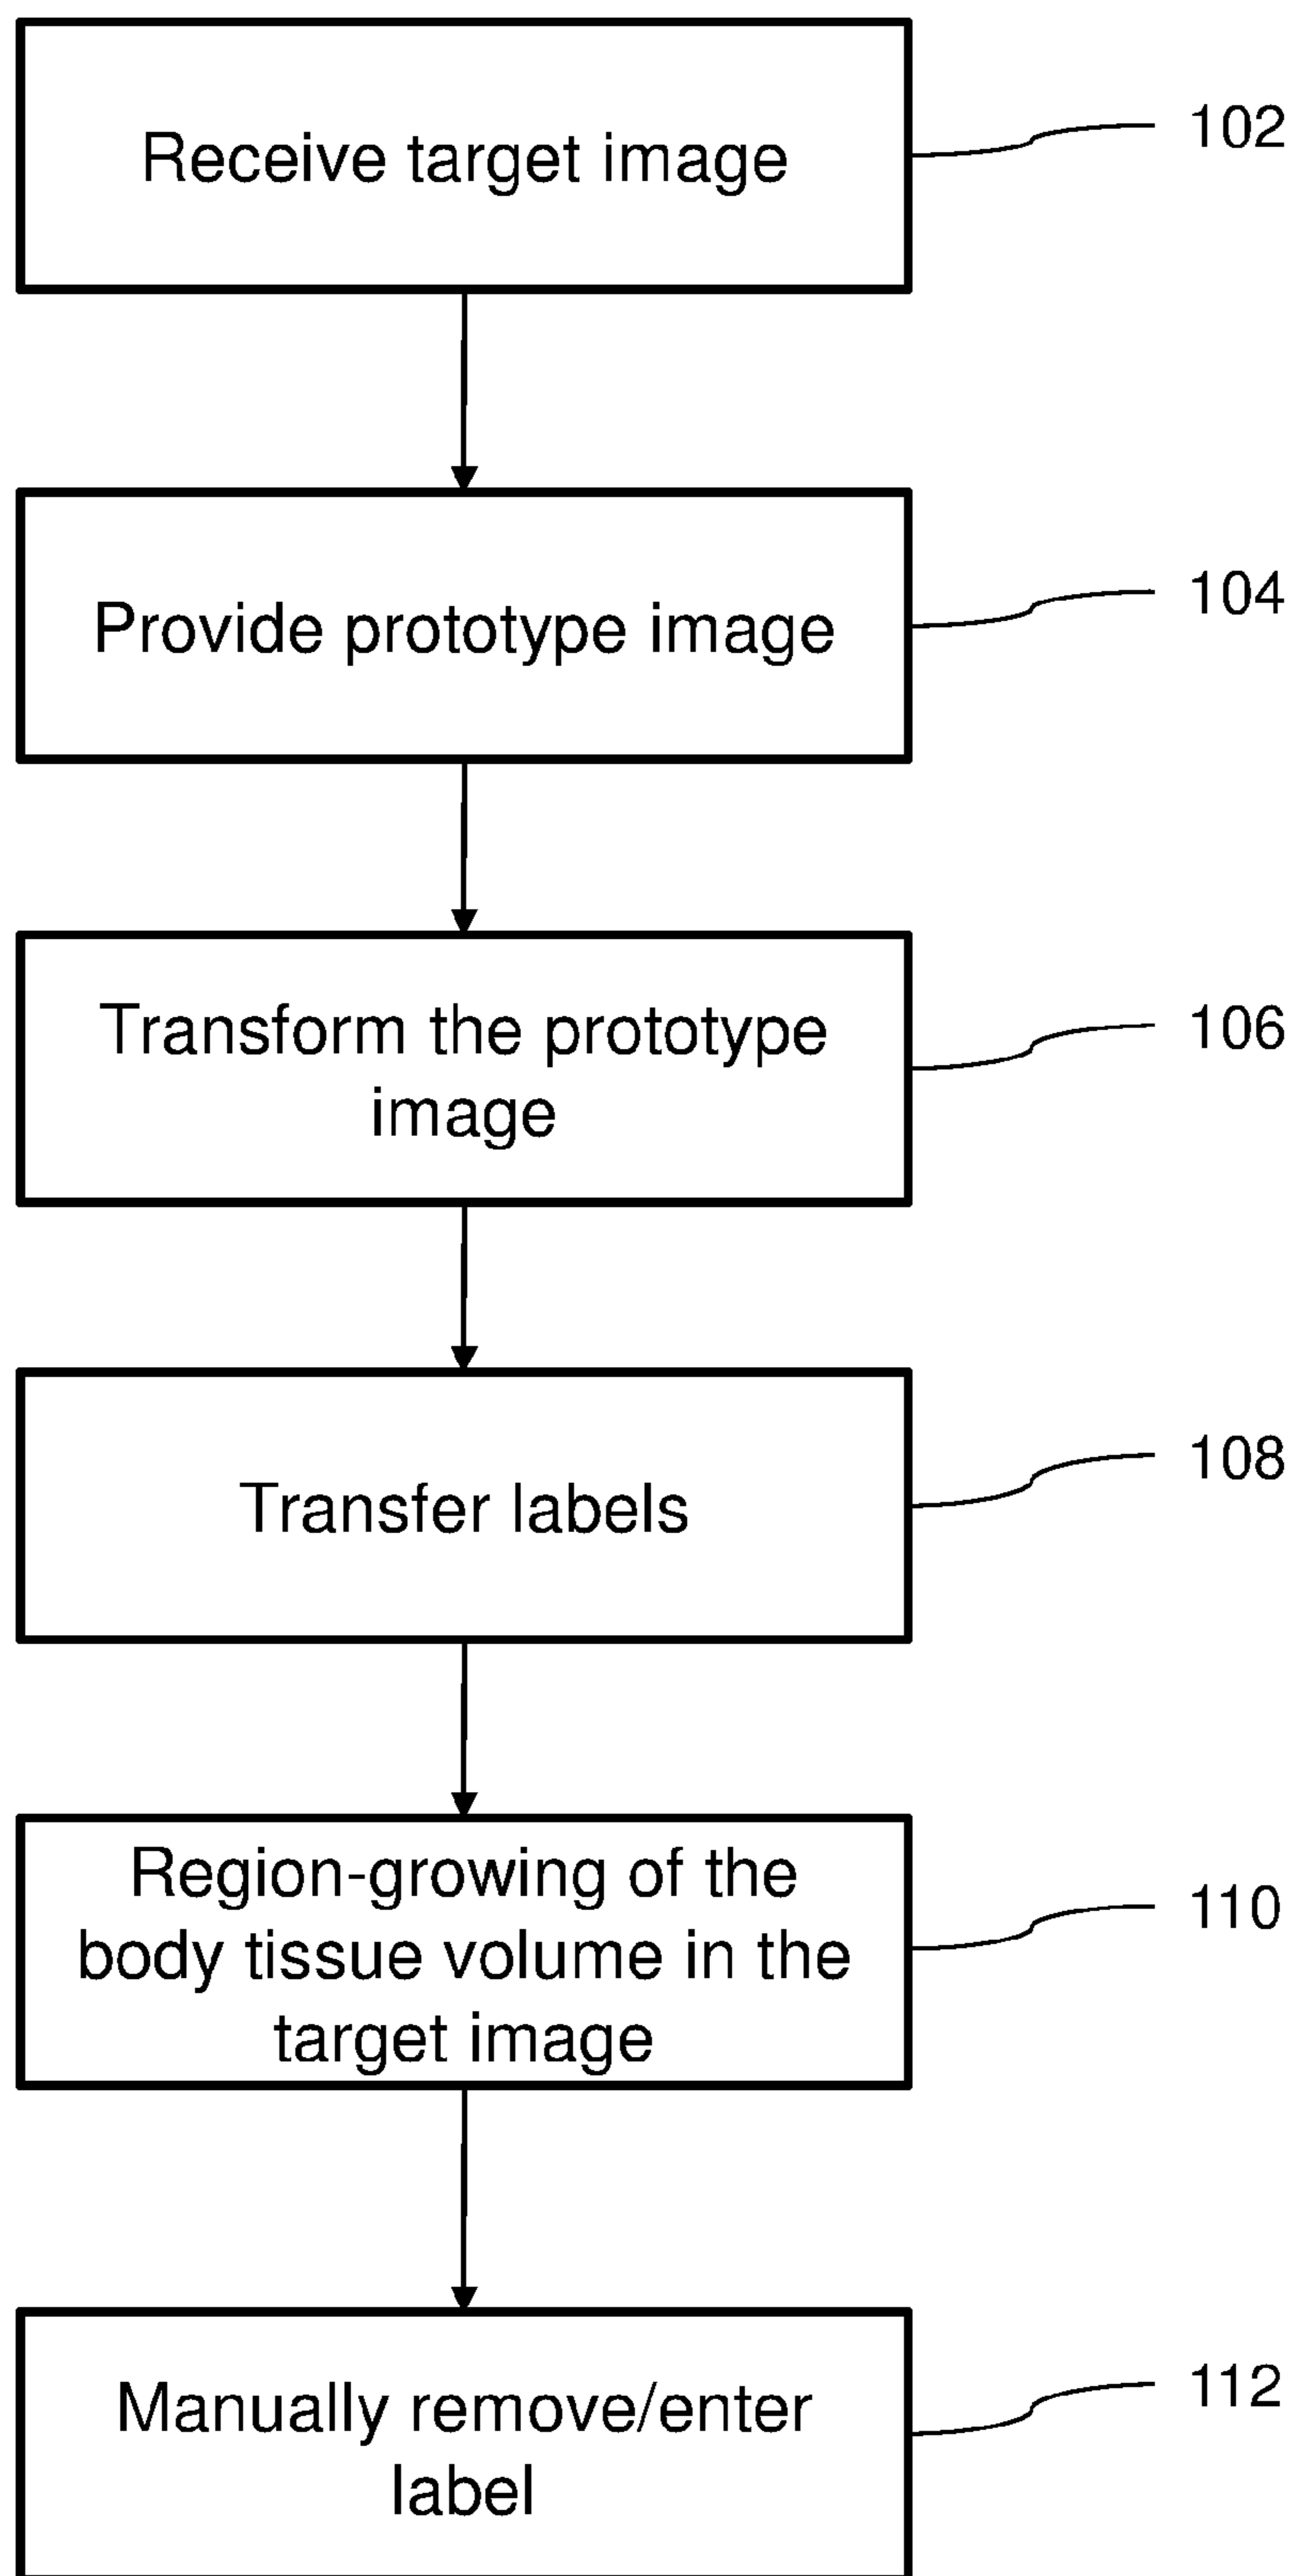 Receive target image
102
Provide prototype image
104
Transform the prototype
image
106
Transfer labels
108
Region-growing of the
body tissue volume in the
target image
110
Manually remove/enter
label
112